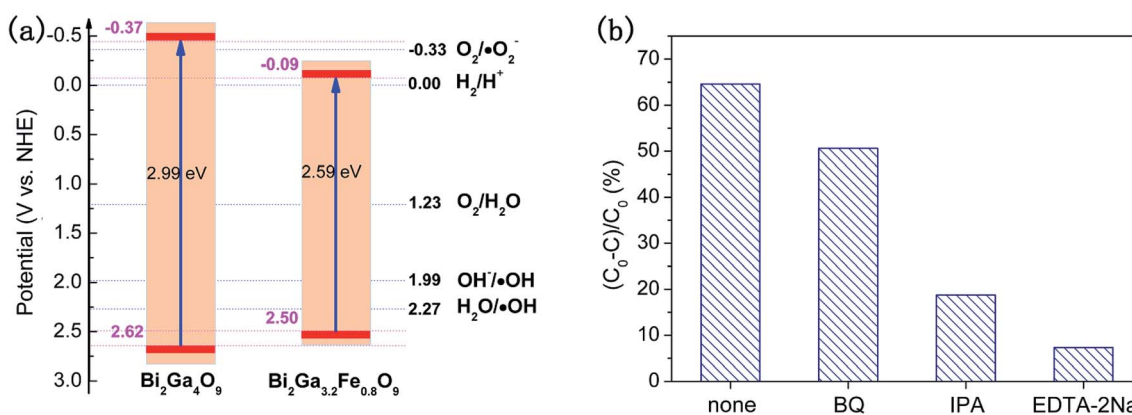 (a)
Potential (V vs. NHE)
-0.5
0.0
0.5
1.0
1.5
2.0
2.5
3.0
-0.37
2.99 eV
2.62
Bi₂Ga₄O₉
-0.09
2.59 eV
2.50
Bi₂Ga₃.₂Fe₀.₈O₉
-0.33 O₂/•O₂⁻
0.00 H₂/H⁺
1.23 O₂/H₂O
1.99 OH⁻/•OH
2.27 H₂O/•OH
(b)
(C₀-C)/C₀ (%)
70
60
50
40
30
20
10
0
none BQ IPA EDTA-2Na